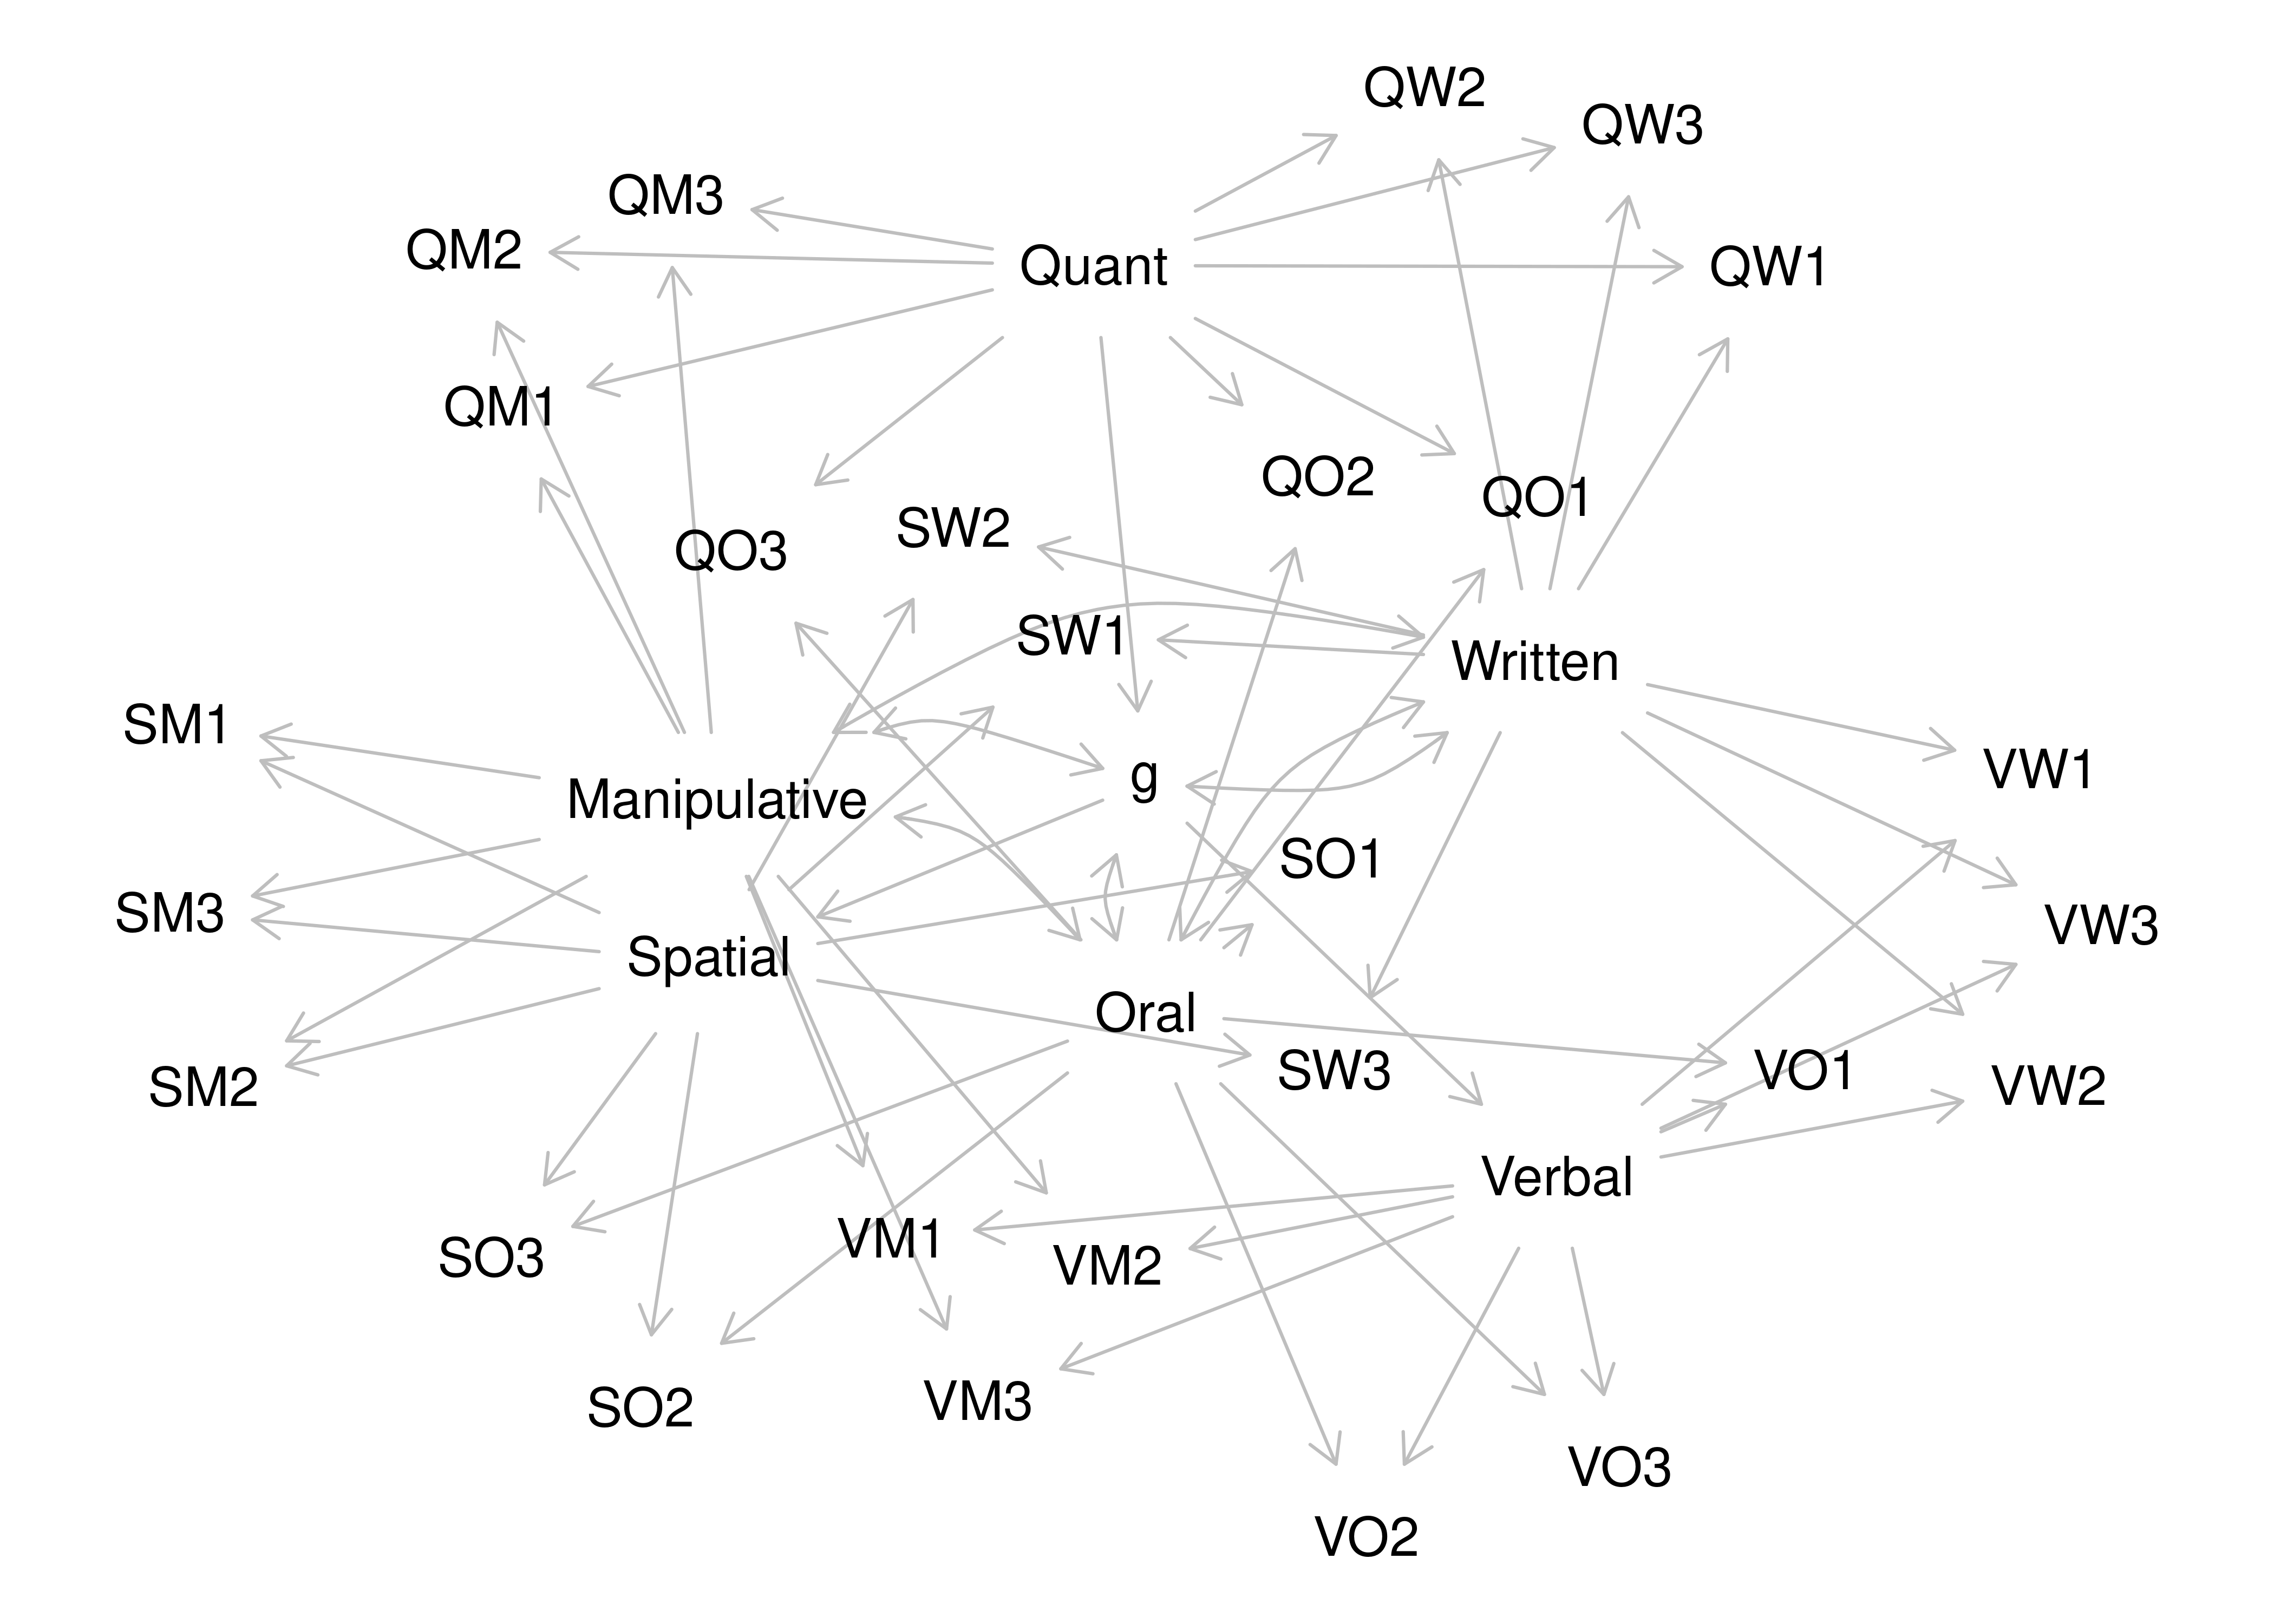 QW2
QW3
QM3
QM2
Quant
QW1
QM1
QO2
QO1
SW2
QO3
SW1
Written
SM1
VW1
g
Manipulative
SO1
SM3
VW3
Spatial
Oral
SW3
VO1
SM2
VW2
Verbal
VM1
SO3
VM2
VM3
SO2
VO3
VO2